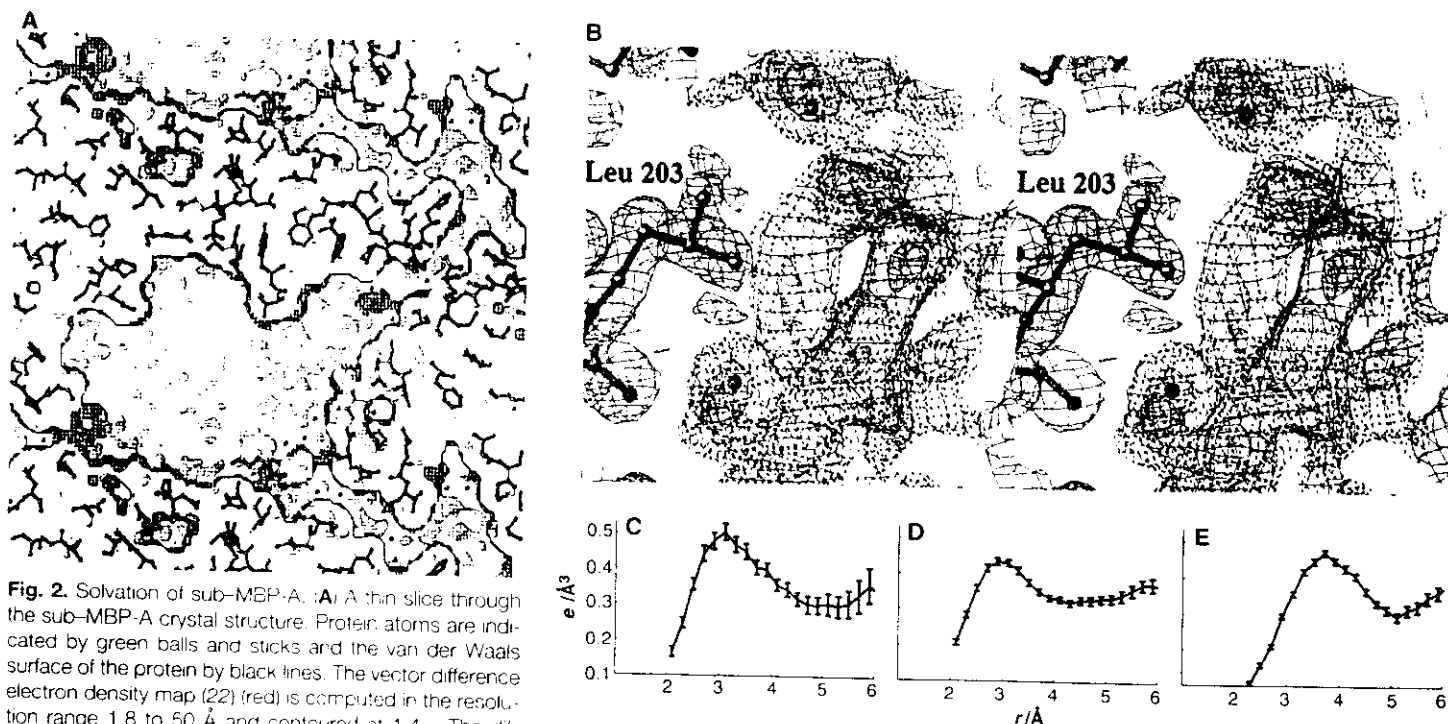 A
B
Leu 203
Leu 203
Fig. 2. Solvation of sub–MBP-A. (A) A thin slice through
the sub–MBP-A crystal structure. Protein atoms are indi-
cated by green balls and sticks and the van der Waals
surface of the protein by black lines. The vector difference
electron density map (22) (red) is computed in the resolu-
tion range 1.8 to 50 Å and contoured at 1.4
C
D
E
e /Å³
0.5
0.4
0.3
0.2
0.1
2 3 4 5 6
2 3 4 5 6
2 3 4 5 6
r/Å